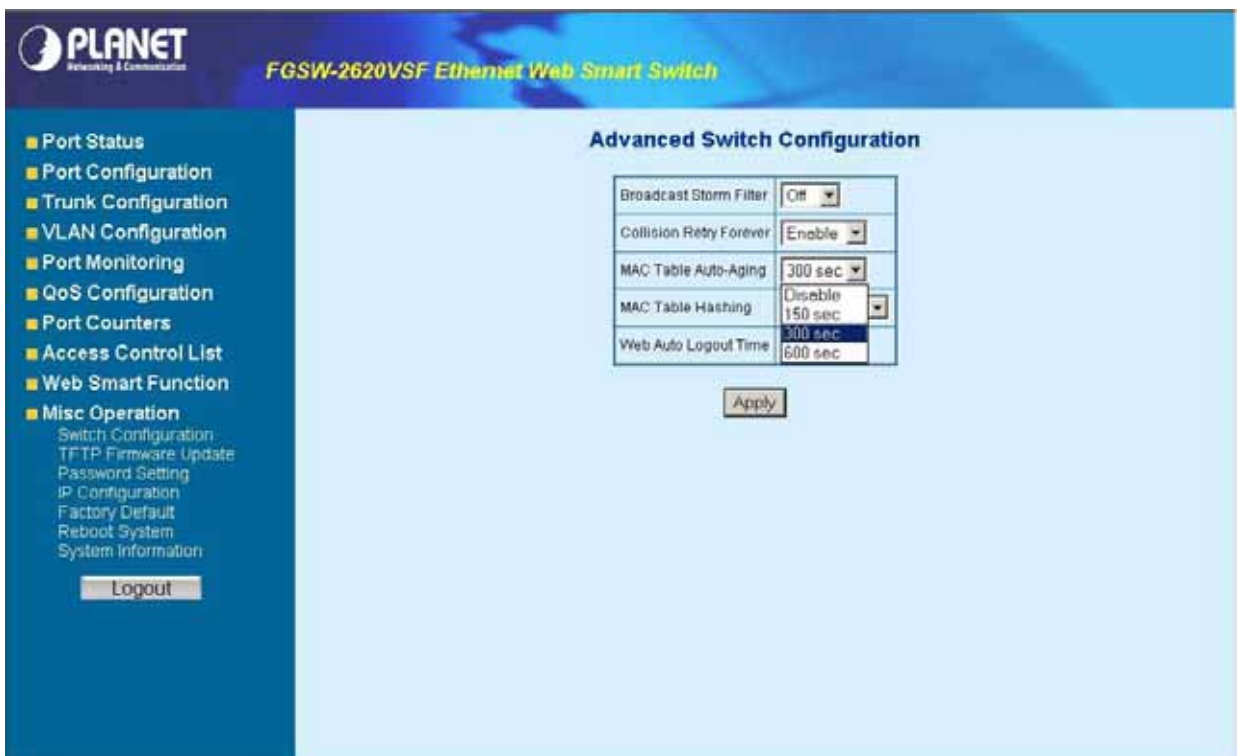 PLANET
Networking & Communication
FGSW-2620VSF Ethernet Web Smart Switch
Port Status
Port Configuration
Trunk Configuration
VLAN Configuration
Port Monitoring
QoS Configuration
Port Counters
Access Control List
Web Smart Function
Misc Operation
Switch Configuration
TFTP Firmware Update
Password Setting
IP Configuration
Factory Default
Reboot System
System Information
Logout
Advanced Switch Configuration
Broadcast Storm Filter Off
Collision Retry Forever Enable
MAC Table Auto-Aging 300 sec
Disable
MAC Table Hashing
150 sec
300 sec
Web Auto Logout Time
600 sec
Apply